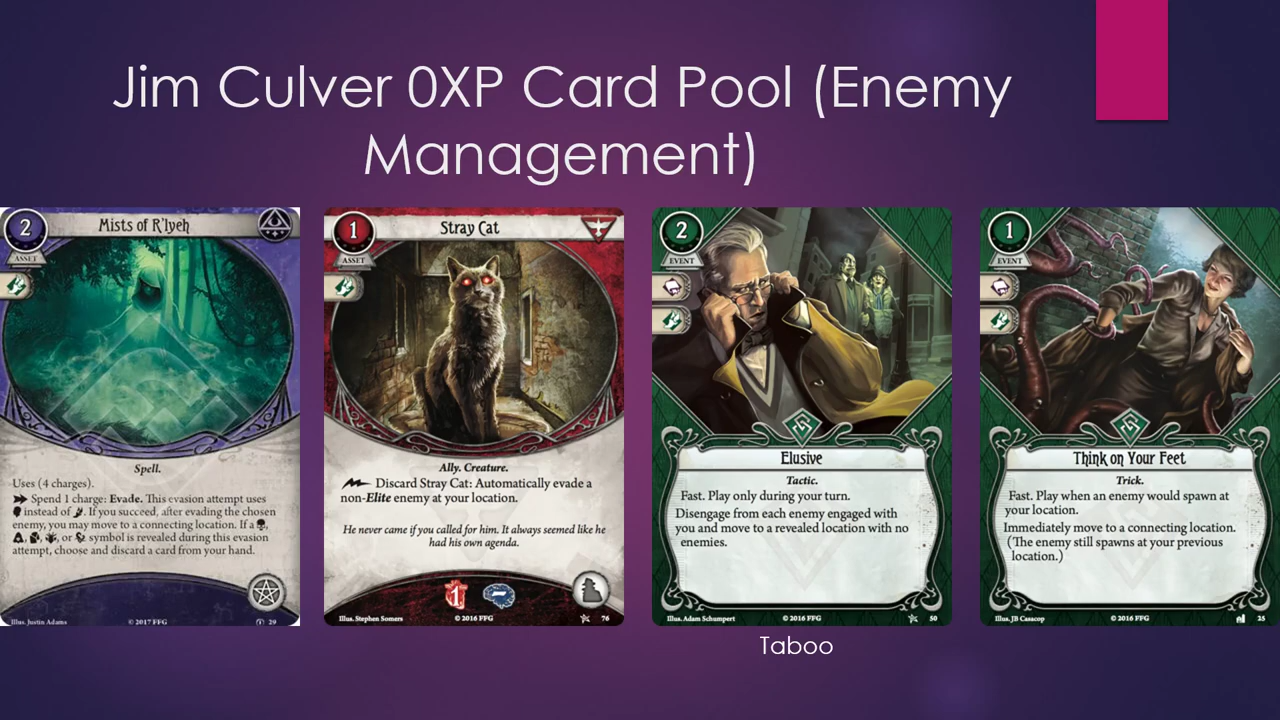 Jim Culver 0XP Card Pool (Enemy
Management)
2
Mists of R'lyeh
ASSET
Spell.
Uses (4 charges).
Spend 1 charge: Evade. This evasion attempt uses
instead of . If you succeed, after evading the chosen
enemy, you may move to a connecting location. If a ,
, , , or symbol is revealed during this evasion
attempt, choose and discard a card from your hand.
Illus. Justin Adams
© 2017 FFG
29
1
Stray Cat
ASSET
Ally. Creature.
Discard Stray Cat: Automatically evade a
non-Elite enemy at your location.
He never came if you called for him. It always seemed like he
had his own agenda.
1
-
Illus. Stephen Somers
© 2016 FFG
76
2
EVENT
Elusive
Tactic.
Fast. Play only during your turn.
Disengage from each enemy engaged with
you and move to a revealed location with no
enemies.
Illus. Adam Schumpert
© 2016 FFG
50
1
EVENT
Think on Your Feet
Trick.
Fast. Play when an enemy would spawn at
your location.
Immediately move to a connecting location.
(The enemy still spawns at your previous
location.)
Illus. JB Casacop
© 2016 FFG
25
Taboo